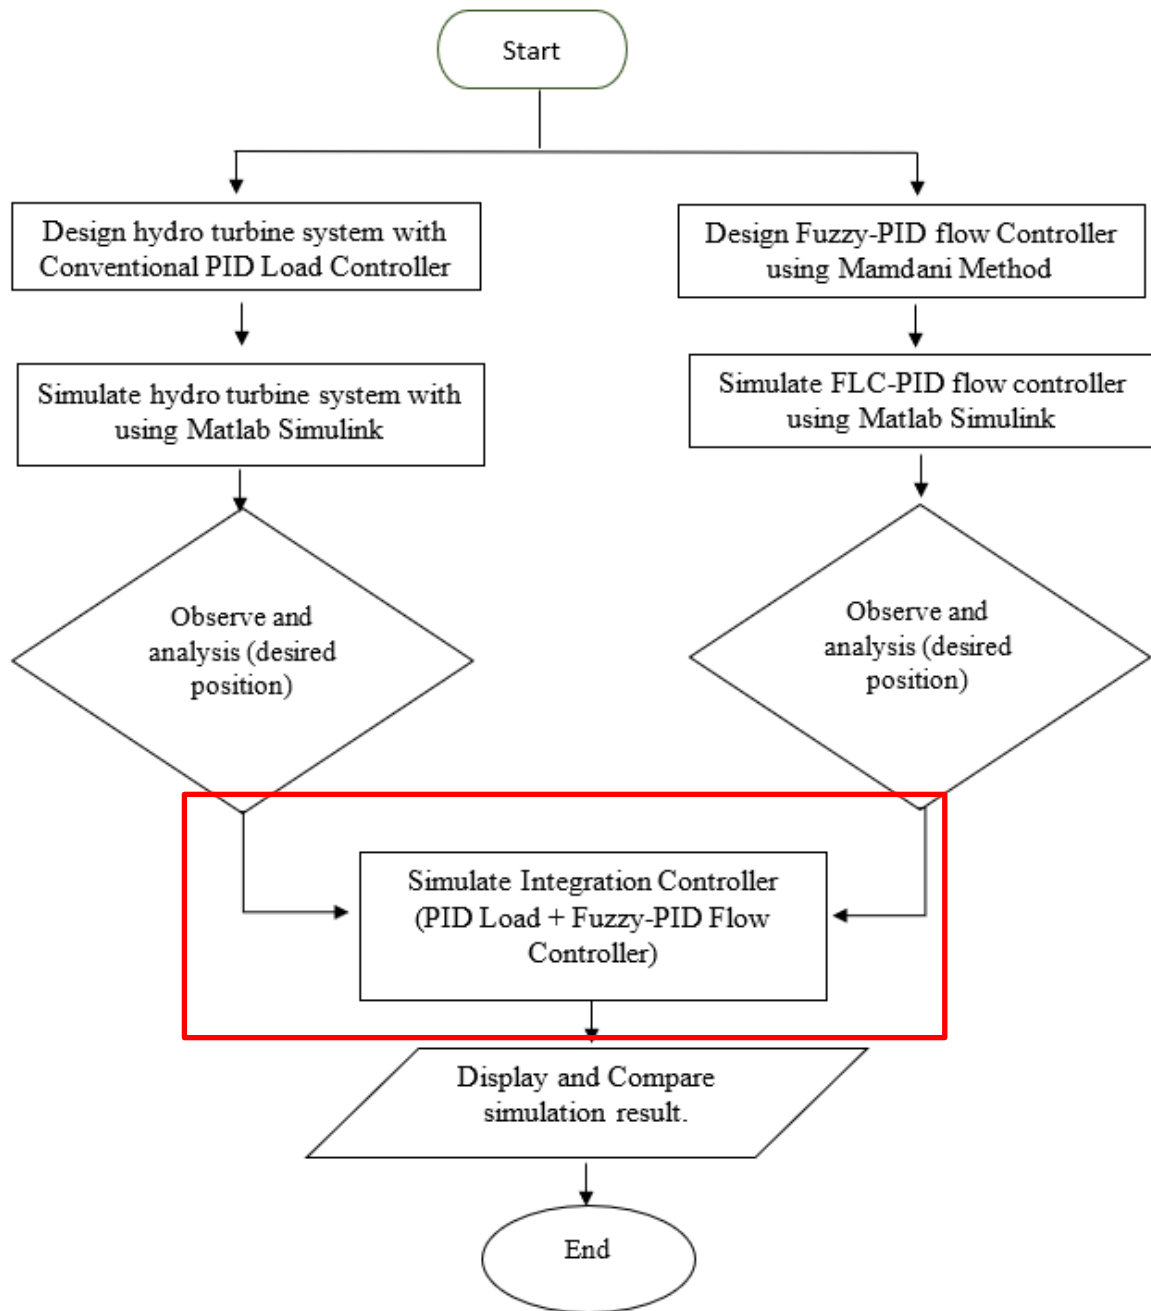 Start
Design hydro turbine system with
Conventional PID Load Controller
Design Fuzzy-PID flow Controller
using Mamdani Method
Simulate hydro turbine system with
using Matlab Simulink
Simulate FLC-PID flow controller
using Matlab Simulink
Observe and
analysis (desired
position)
Observe and
analysis (desired
position)
Simulate Integration Controller
(PID Load + Fuzzy-PID Flow
Controller)
Display and Compare
simulation result.
End